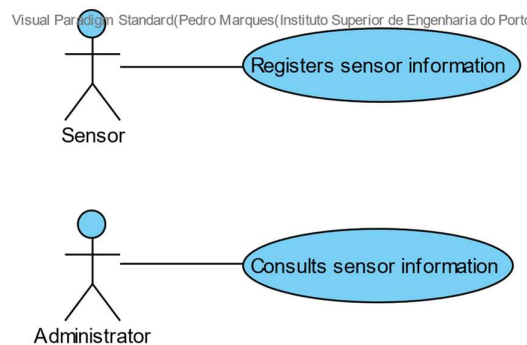 Visual Paradigm Standard(Pedro Marques(Instituto Superior de Engenharia do Porto
Registers sensor information
Sensor
Consults sensor information
Administrator